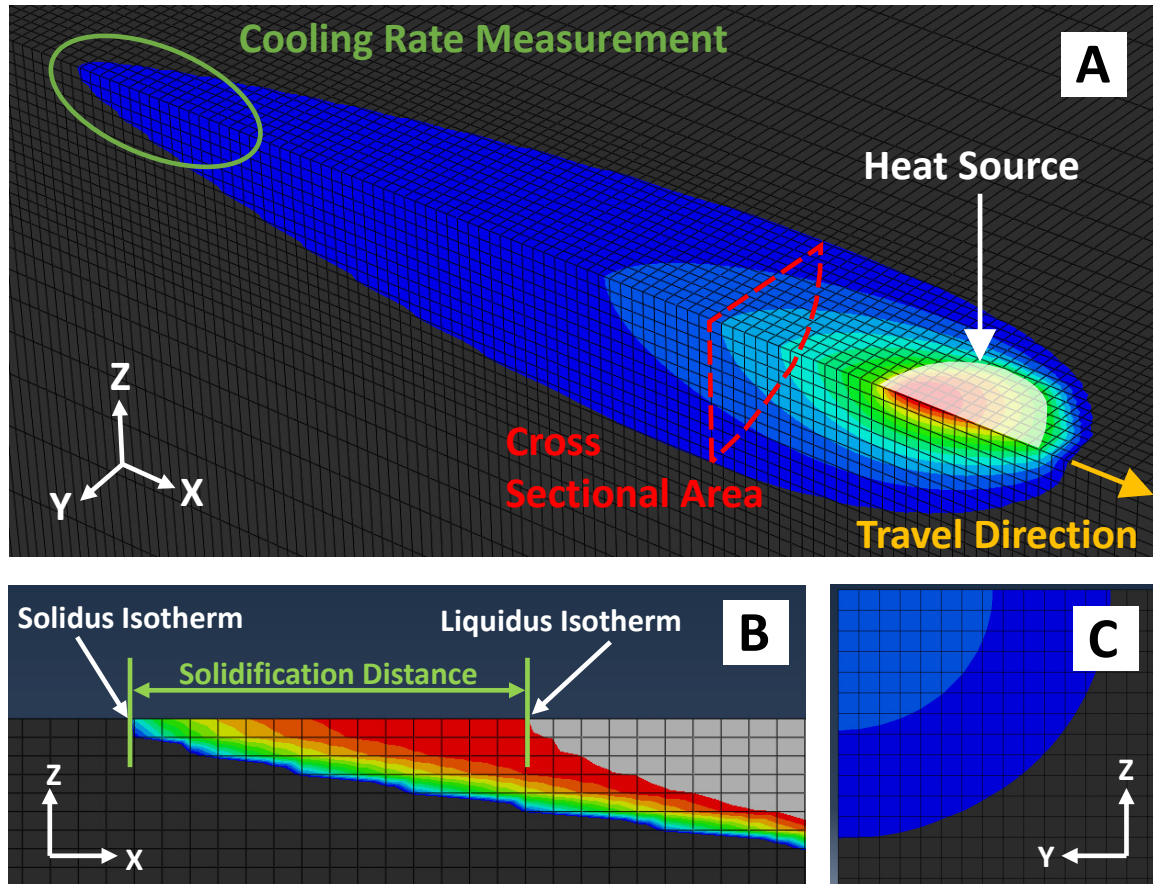 Cooling Rate Measurement
A
Heat Source
Z
Y
X
Cross
Sectional Area
Travel Direction
Solidus Isotherm
Liquidus Isotherm
B
Solidification Distance
Z
X
C
Z
Y